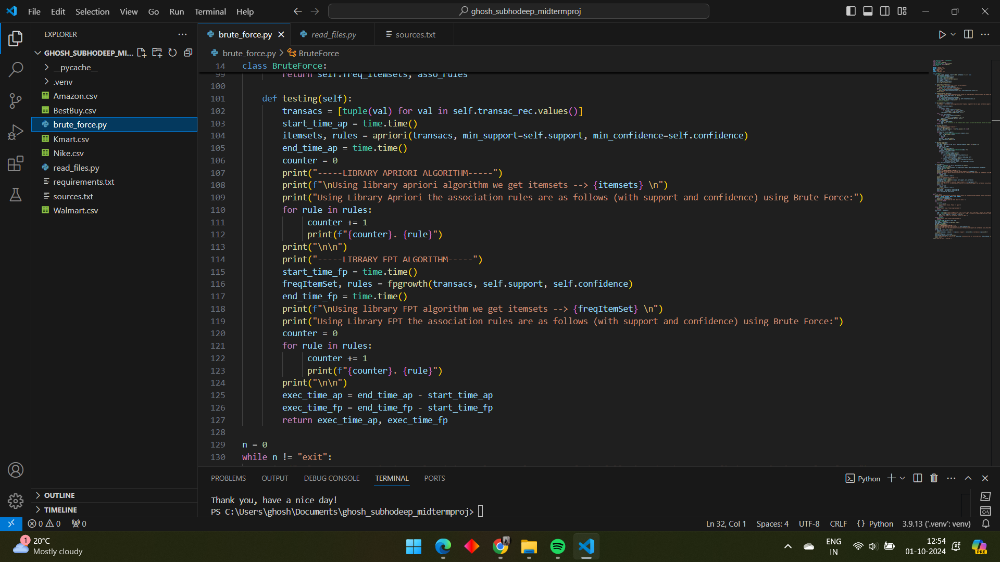 File Edit Selection View Go Run Terminal Help
ghosh_subhodeep_midtermproj
EXPLORER
GHOSH_SUBHODEEP_MI...
__pycache__
.venv
Amazon.csv
BestBuy.csv
brute_force.py
Kmart.csv
Nike.csv
read_files.py
requirements.txt
sources.txt
Walmart.csv
OUTLINE
TIMELINE
brute_force.py read_files.py sources.txt
brute_force.py > BruteForce
14 class BruteForce:
99 return self.freq_itemsets, asso_rules
100
101 def testing(self):
102 transacs = [tuple(val) for val in self.transac_rec.values()]
103 start_time_ap = time.time()
104 itemsets, rules = apriori(transacs, min_support=self.support, min_confidence=self.confidence)
105 end_time_ap = time.time()
106 counter = 0
107 print("-----LIBRARY APRIORI ALGORITHM-----")
108 print(f"\nUsing library apriori algorithm we get itemsets --> {itemsets} \n")
109 print("Using Library Apriori the association rules are as follows (with support and confidence) using Brute Force:")
110 for rule in rules:
111 counter += 1
112 print(f"{counter}. {rule}")
113 print("\n\n")
114 print("-----LIBRARY FPT ALGORITHM-----")
115 start_time_fp = time.time()
116 freqItemSet, rules = fpgrowth(transacs, self.support, self.confidence)
117 end_time_fp = time.time()
118 print(f"\nUsing library FPT algorithm we get itemsets --> {freqItemSet} \n")
119 print("Using Library FPT the association rules are as follows (with support and confidence) using Brute Force:")
120 counter = 0
121 for rule in rules:
122 counter += 1
123 print(f"{counter}. {rule}")
124 print("\n\n")
125 exec_time_ap = end_time_ap - start_time_ap
126 exec_time_fp = end_time_fp - start_time_fp
127 return exec_time_ap, exec_time_fp
128
129 n = 0
130 while n != "exit":
PROBLEMS OUTPUT DEBUG CONSOLE TERMINAL PORTS
Python
Thank you, have a nice day!
PS C:\Users\ghosh\Documents\ghosh_subhodeep_midtermproj>
0 0 0
Ln 32, Col 1 Spaces: 4 UTF-8 CRLF {} Python 3.9.13 ('.venv': venv)
1 20°C
Mostly cloudy
ENG
IN
12:54
01-10-2024
PRE